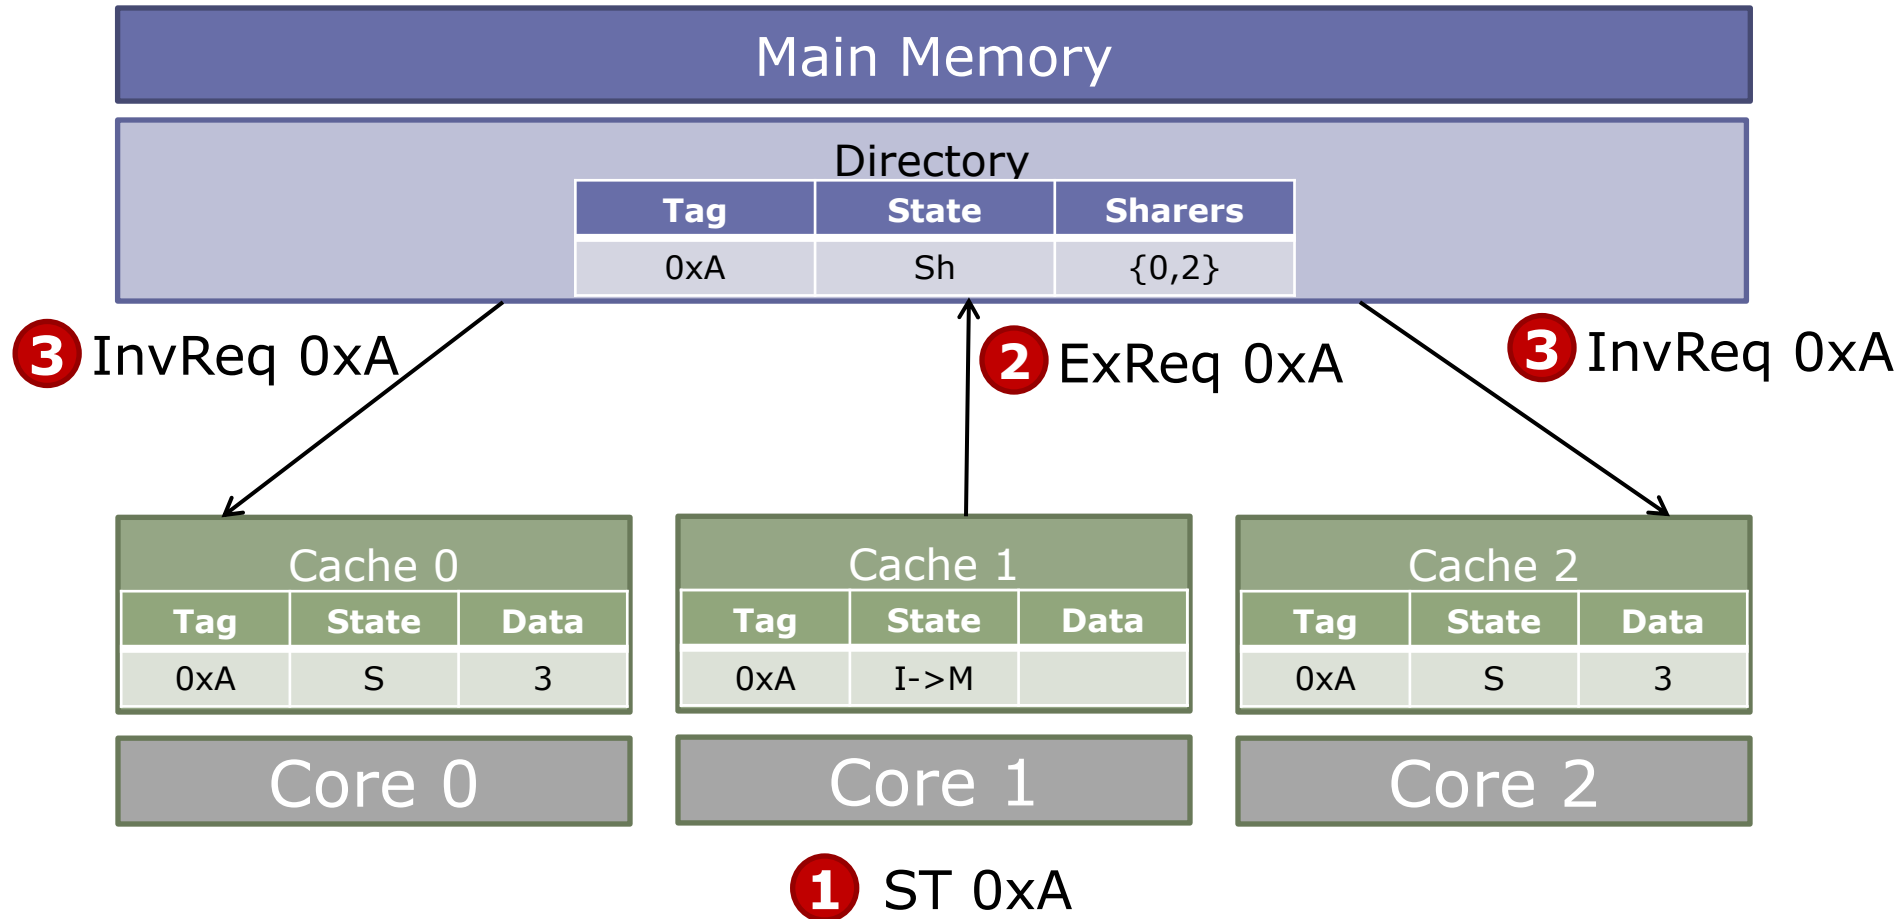 Main Memory
Directory
Tag State Sharers
0xA Sh {0,2}
3 InvReq 0xA
2 ExReq 0xA
3 InvReq 0xA
Cache 0
Tag State Data
0xA S 3
Cache 1
Tag State Data
0xA I->M
Cache 2
Tag State Data
0xA S 3
Core 0
Core 1
Core 2
1 ST 0xA